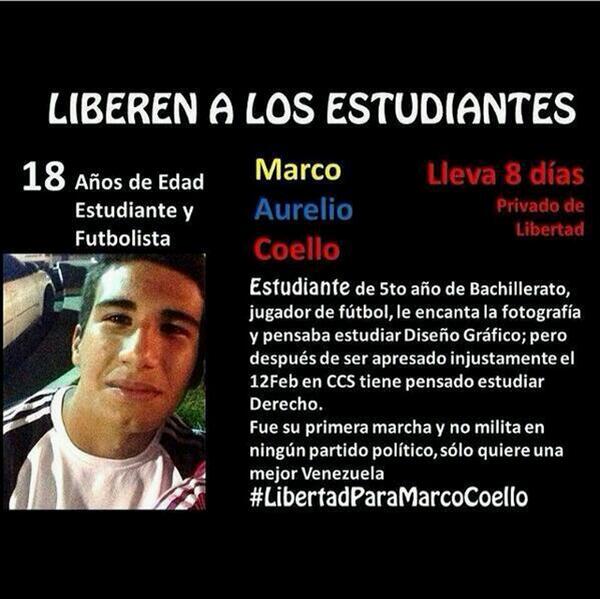 LIBEREN A LOS ESTUDIANTES
18 Años de Edad
Estudiante y
Futbolista
Marco
Aurelio
Coello
Lleva 8 días
Privado de
Libertad
Estudiante de 5to año de Bachillerato,
jugador de fútbol, le encanta la fotografía
y pensaba estudiar Diseño Gráfico; pero
después de ser apresado injustamente el
12Feb en CCS tiene pensado estudiar
Derecho.
Fue su primera marcha y no milita en
ningún partido político, sólo quiere una
mejor Venezuela
#LibertadParaMarcoCoello